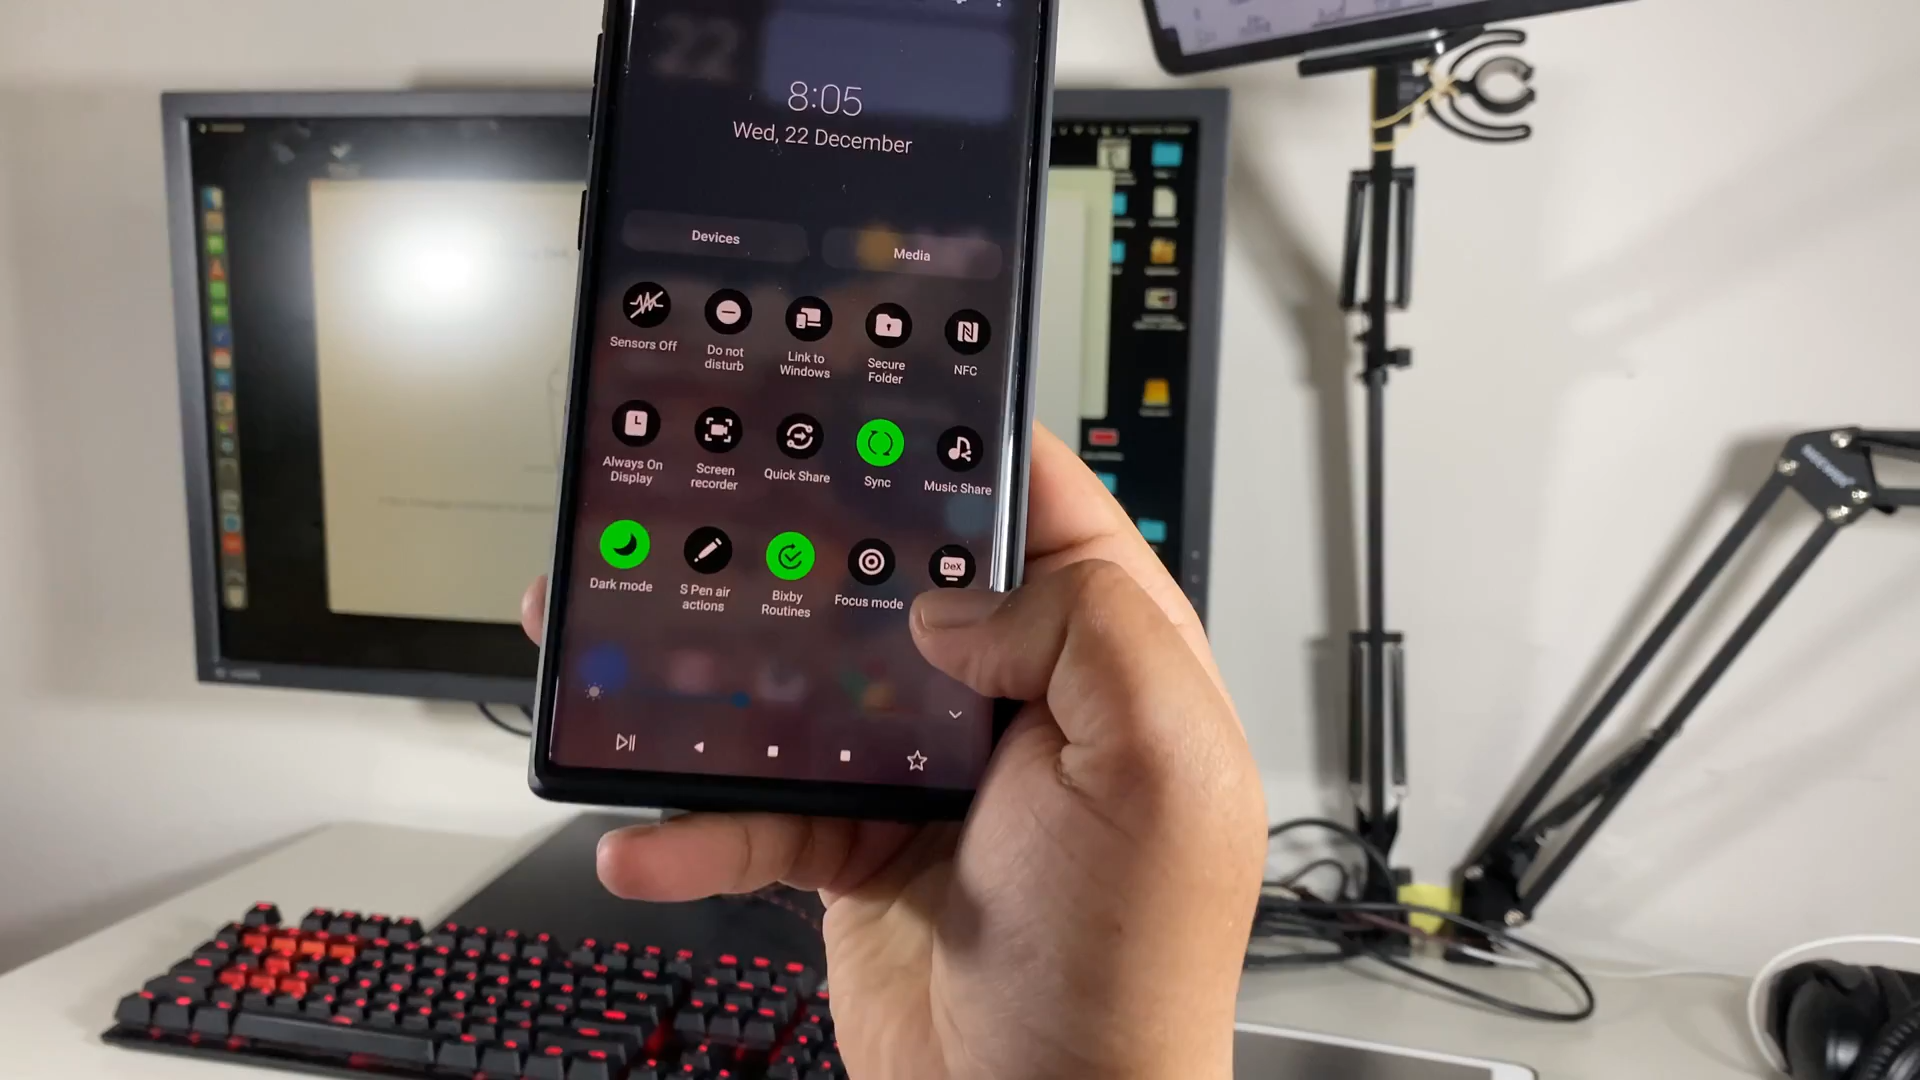 22
8:05
Wed, 22 December
Devices
Media
Sensors Off
Do not
disturb
Link to
Windows
Secure
Folder
NFC
Always On
Display
Screen
recorder
Quick Share
Sync
Music Share
Dark mode
S Pen air
actions
Bixby
Routines
Focus mode
DeX